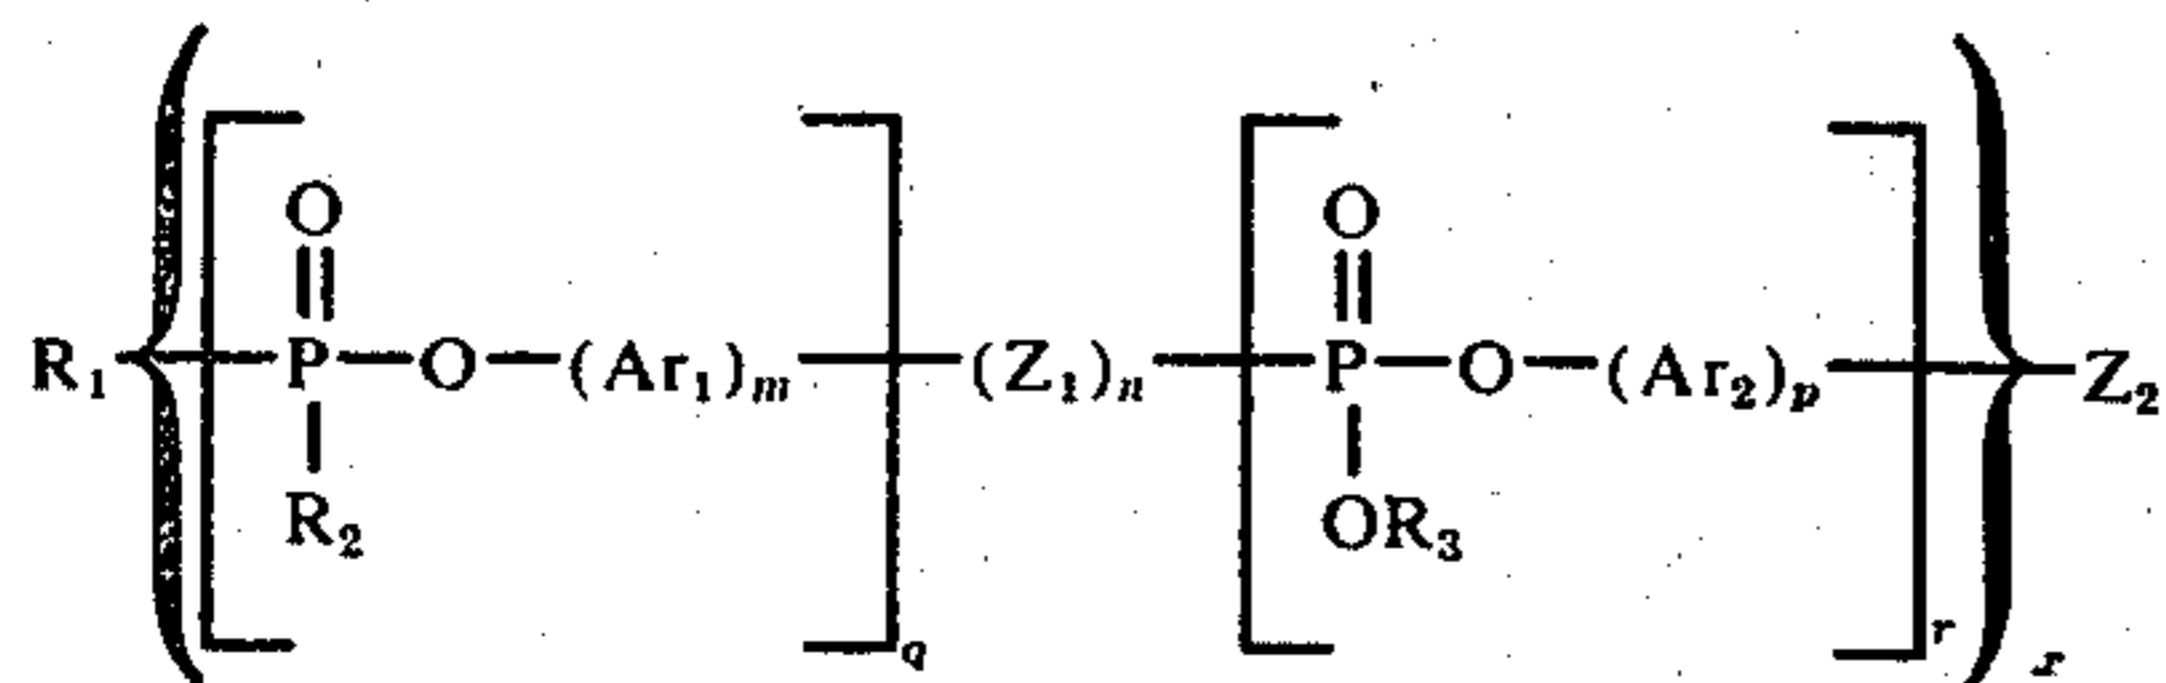 O O
R₁ P—O—(Ar₁)ₘ (Z₁)ₙ P—O—(Ar₂)ₚ Z₂
R₂ OR₃
q r x